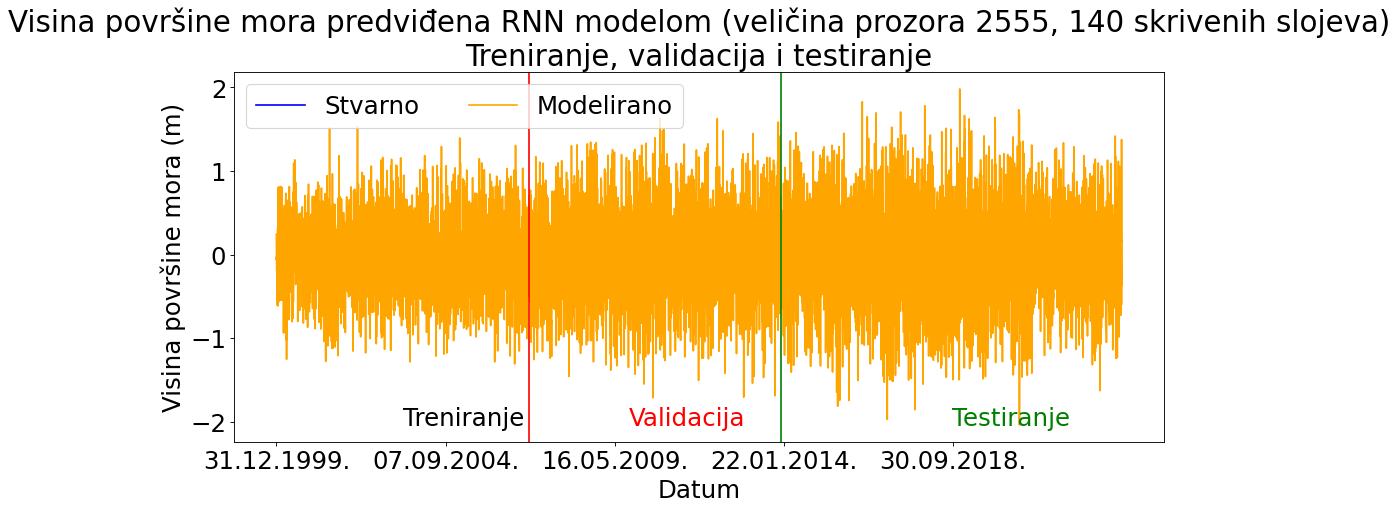 Visina površine mora predviđena RNN modelom (veličina prozora 2555, 140 skrivenih slojeva)
Treniranje, validacija i testiranje
Stvarno Modelirano
Visina površine mora (m)
2
1
0
−1
−2
Treniranje Validacija Testiranje
31.12.1999. 07.09.2004. 16.05.2009. 22.01.2014. 30.09.2018.
Datum